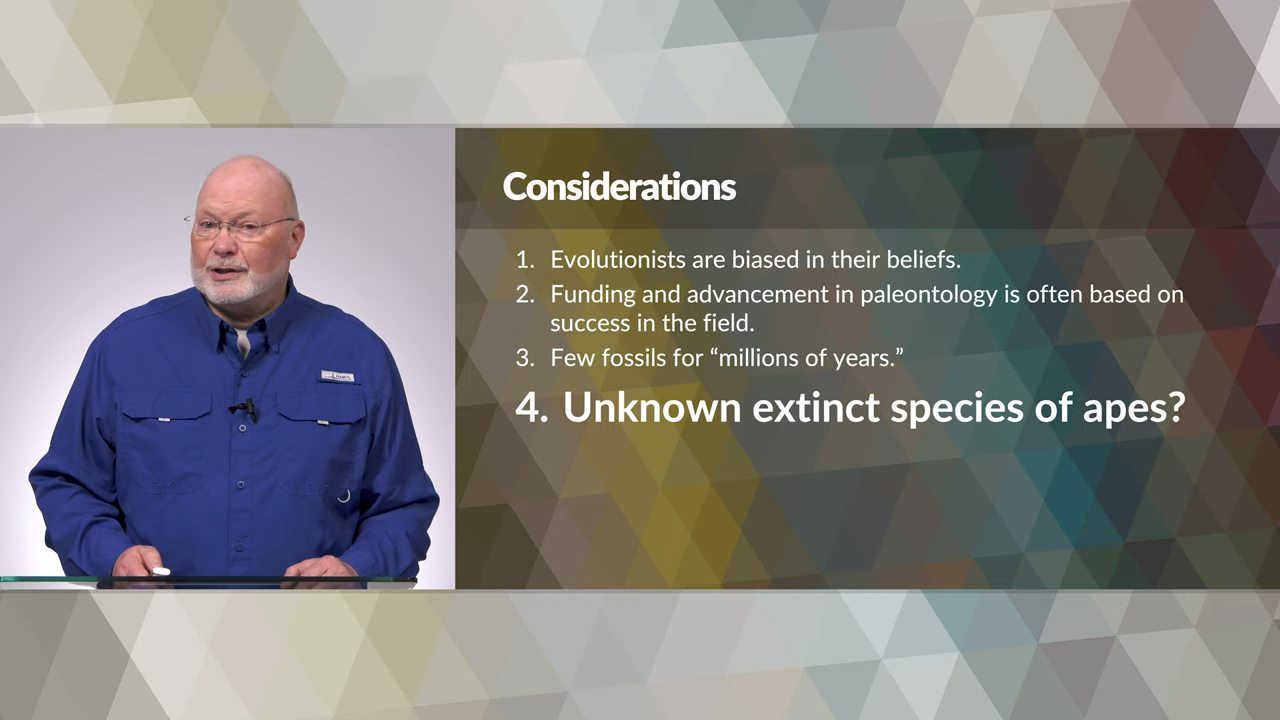 Considerations
1. Evolutionists are biased in their beliefs.
2. Funding and advancement in paleontology is often based on
success in the field.
3. Few fossils for “millions of years.”
4. Unknown extinct species of apes?